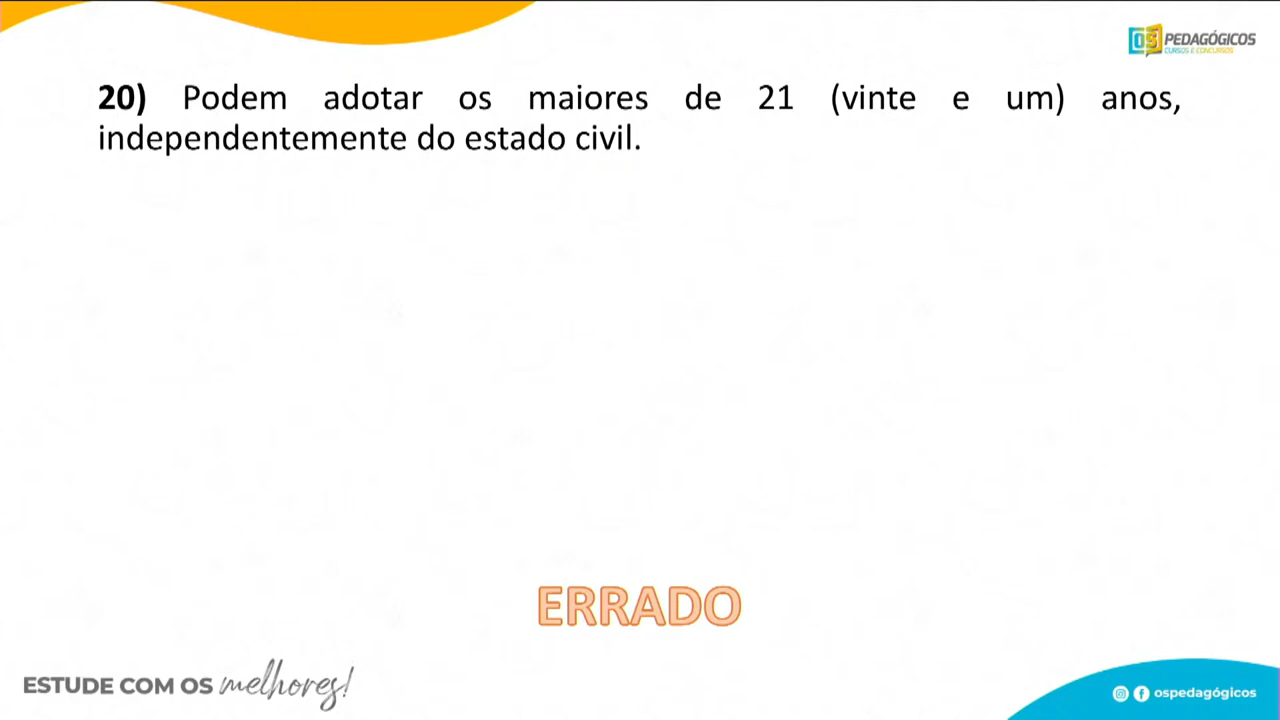 OS PEDAGÓGICOS
CURSOS E CONCURSOS
20) Podem adotar os maiores de 21 (vinte e um) anos,
independentemente do estado civil.
ERRADO
ESTUDE COM OS melhores!
ospedagógicos